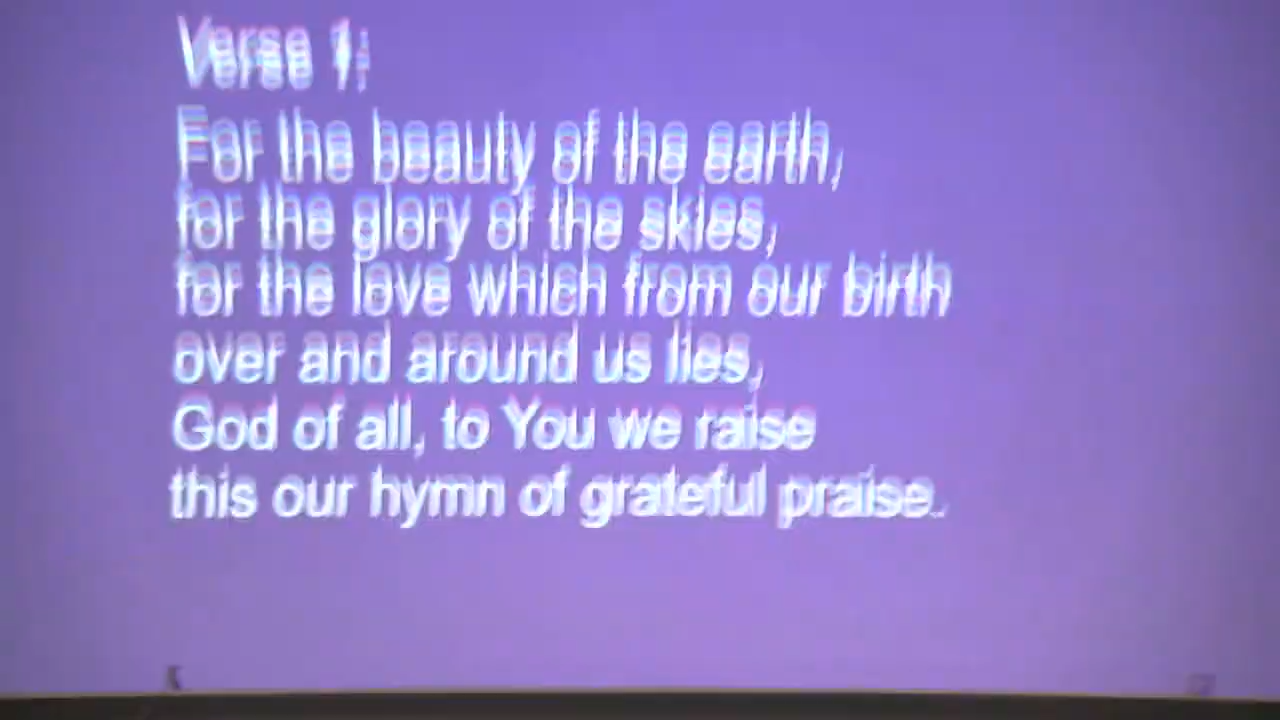 Verse 1:
For the beauty of the earth,
for the glory of the skies,
for the love which from our birth
over and around us lies,
God of all, to You we raise
this our hymn of grateful praise.